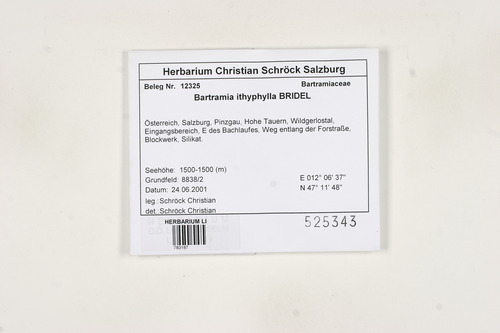 Herbarium Christian Schröck Salzburg
Beleg Nr. 12325 Bartramiaceae
Bartramia ithyphylla BRIDEL
Österreich, Salzburg, Pinzgau, Hohe Tauern, Wildgerlostal,
Eingangsbereich, E des Bachlaufes, Weg entlang der Forstraße,
Blockwerk, Silikat.
Seehöhe: 1500-1500 (m)
Grundfeld: 8838/2 E 012° 06' 37"
Datum: 24.06.2001 N 47° 11' 48"
leg.: Schröck Christian
det.: Schröck Christian
HERBARIUM LI
525343
780197